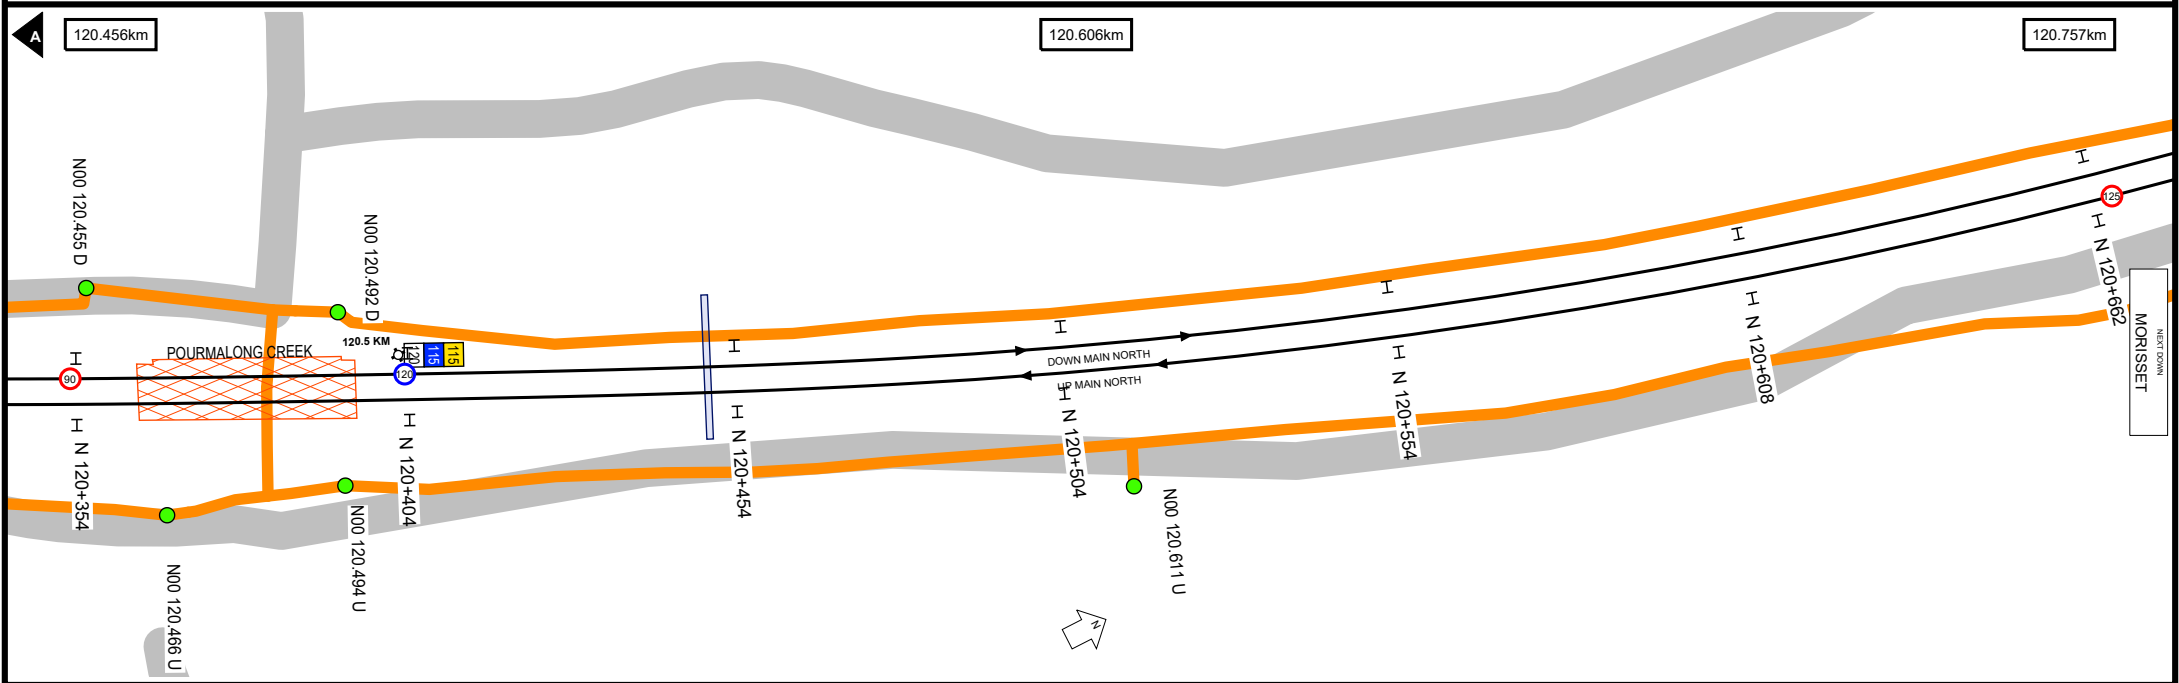 A
120.456km
120.606km
120.757km
N00 120.455 D
N00 120.492 D
120.5 KM
120
115
115
POURMALONG CREEK
90
120
125
DOWN MAIN NORTH
UP MAIN NORTH
N 120+354
N 120+404
N 120+454
N 120+504
N 120+554
N 120+608
N 120+662
NEXT DOWN
MORISSET
N00 120.466 U
N00 120.494 U
N00 120.611 U
N